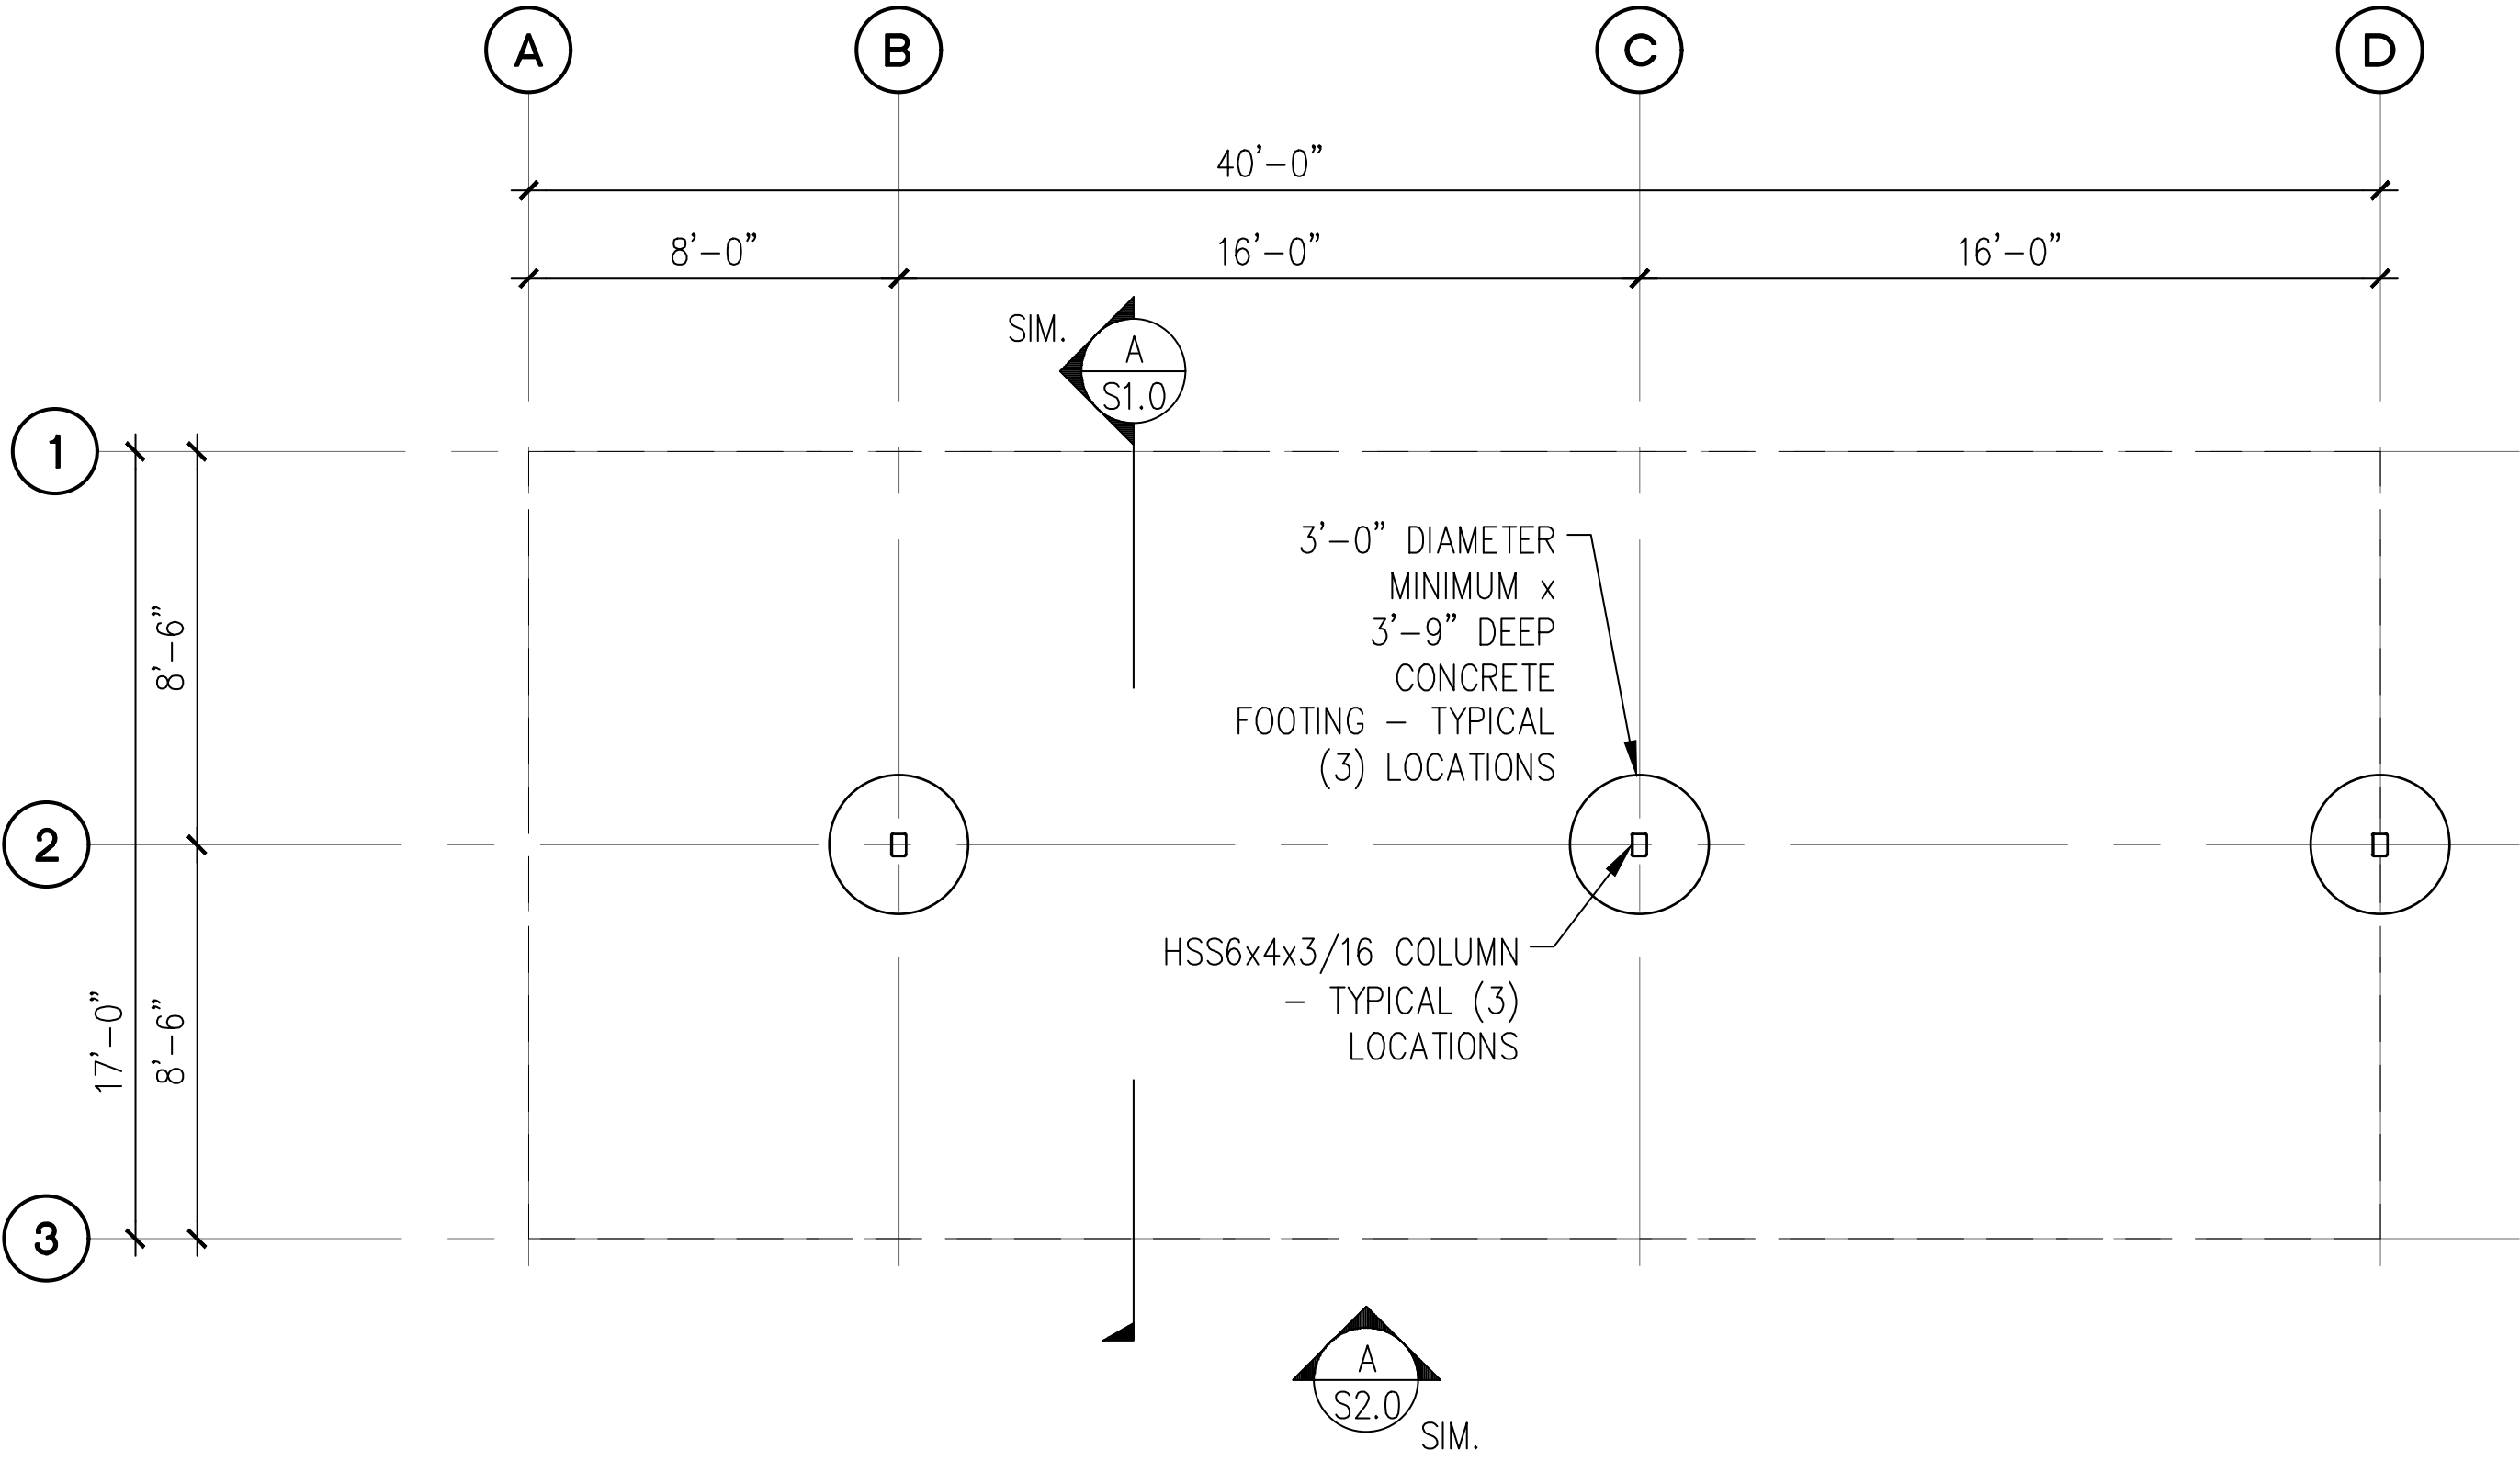 A
B
C
D
40'-0"
8'-0"
16'-0"
16'-0"
SIM.
A
S1.0
1
3'-0" DIAMETER
MINIMUM x
3'-9" DEEP
CONCRETE
FOOTING - TYPICAL
(3) LOCATIONS
8'-6"
2
HSS6x4x3/16 COLUMN
- TYPICAL (3)
LOCATIONS
17'-0"
8'-6"
3
A
S2.0
SIM.